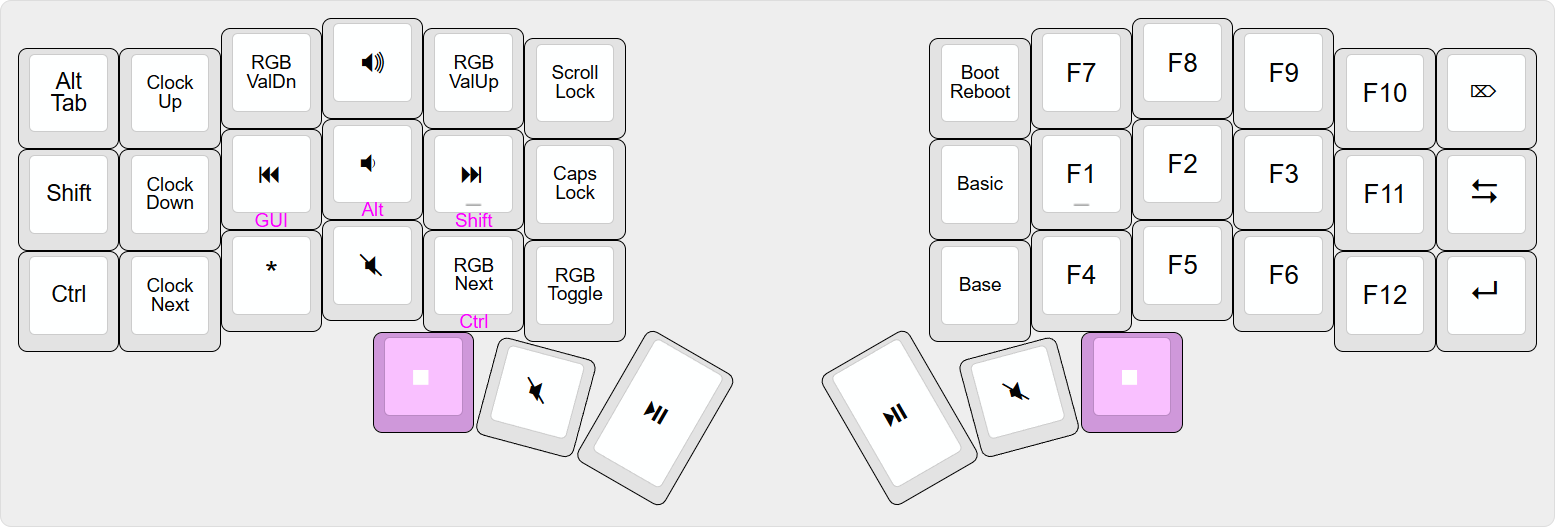 Alt
Tab
Clock
Up
RGB
ValDn
RGB
ValUp
Scroll
Lock
Boot
Reboot
F7
F8
F9
F10
⌦
Shift
Clock
Down
⏮
GUI
Alt
⏭
Shift
Caps
Lock
Basic
F1
F2
F3
F11
⇆
Ctrl
Clock
Next
*
RGB
Next
Ctrl
RGB
Toggle
Base
F4
F5
F6
F12
↵
⏯
⏯